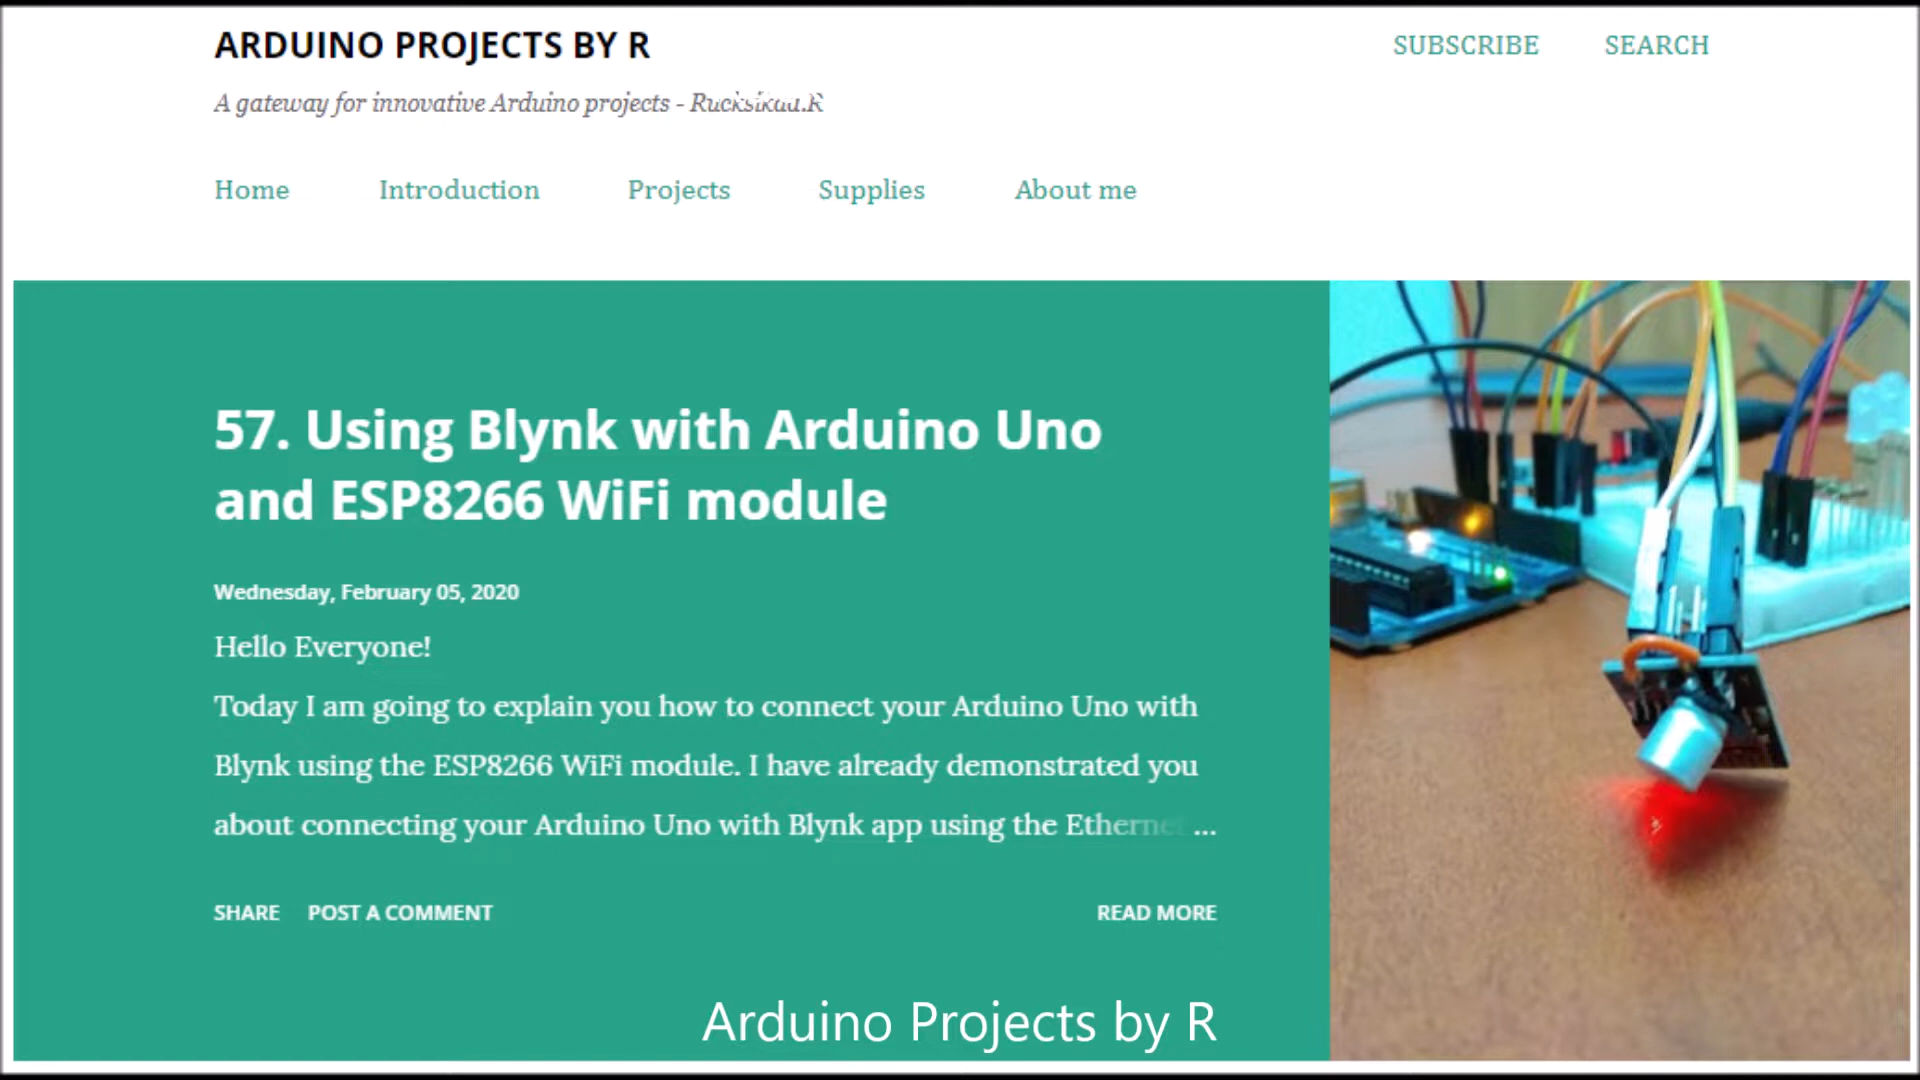 ARDUINO PROJECTS BY R
SUBSCRIBE
SEARCH
A gateway for innovative Arduino projects -
Home
Introduction
Projects
Supplies
About me
57. Using Blynk with Arduino Uno
and ESP8266 WiFi module
Wednesday, February 05, 2020
Hello Everyone!
Today I am going to explain you how to connect your Arduino Uno with
Blynk using the ESP8266 WiFi module. I have already demonstrated you
about connecting your Arduino Uno with Blynk app using the Ethernet ...
SHARE
POST A COMMENT
READ MORE
Arduino Projects by R